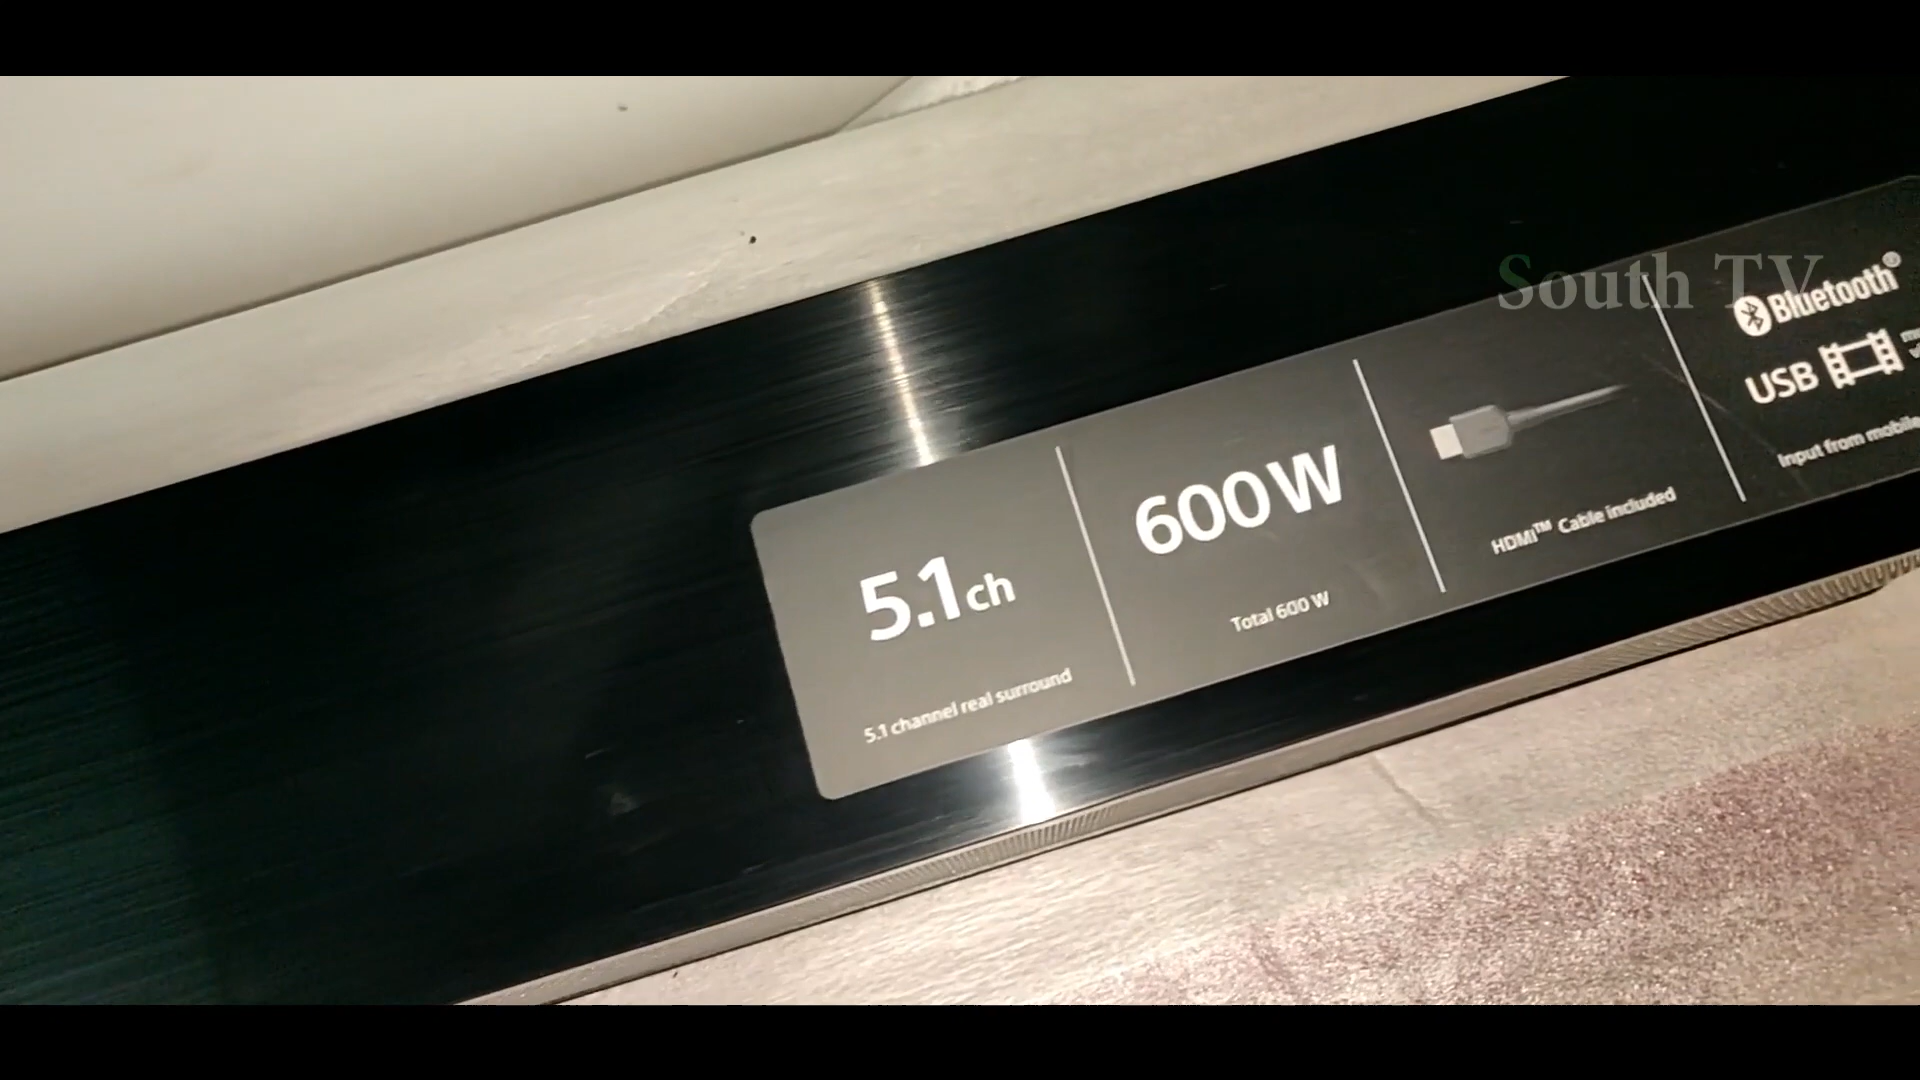 South TV
5.1ch
5.1 channel real surround
600W
Total 600 W
HDMI™ Cable included
Bluetooth®
USB
Input from mobile